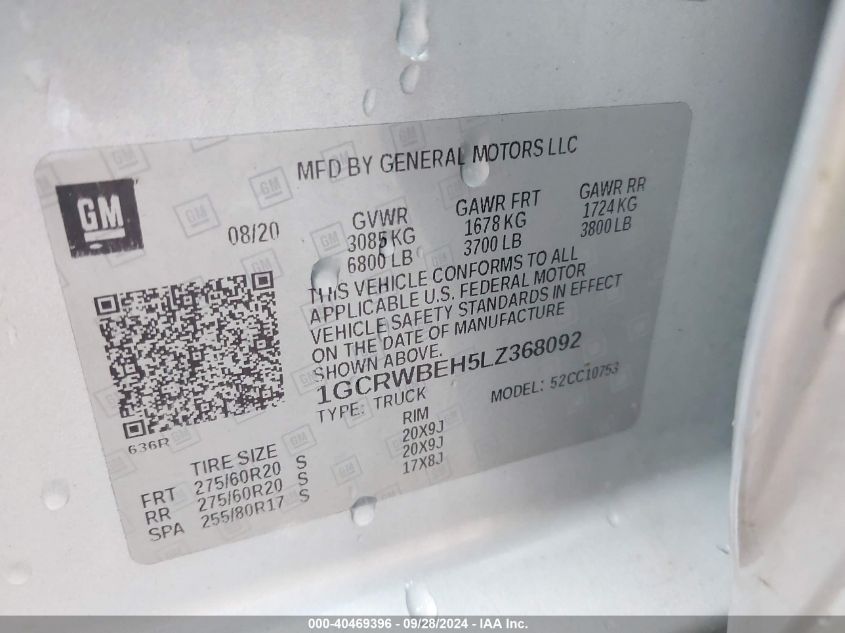 MFD BY GENERAL MOTORS LLC
GM
08/20 GVWR GAWR FRT GAWR RR
3085 KG 1678 KG 1724 KG
6800 LB 3700 LB 3800 LB
THIS VEHICLE CONFORMS TO ALL
APPLICABLE U.S. FEDERAL MOTOR
VEHICLE SAFETY STANDARDS IN EFFECT
ON THE DATE OF MANUFACTURE
SHOWN ABOVE.
1GCRWBEH5LZ368092
TYPE: TRUCK MODEL: 52CC10753
636R
TIRE SIZE RIM
FRT 275/60R20 S 20X9J
RR 275/60R20 S 20X9J
SPA 255/80R17 S 17X8J
000-40469396 - 09/28/2024 - IAA Inc.